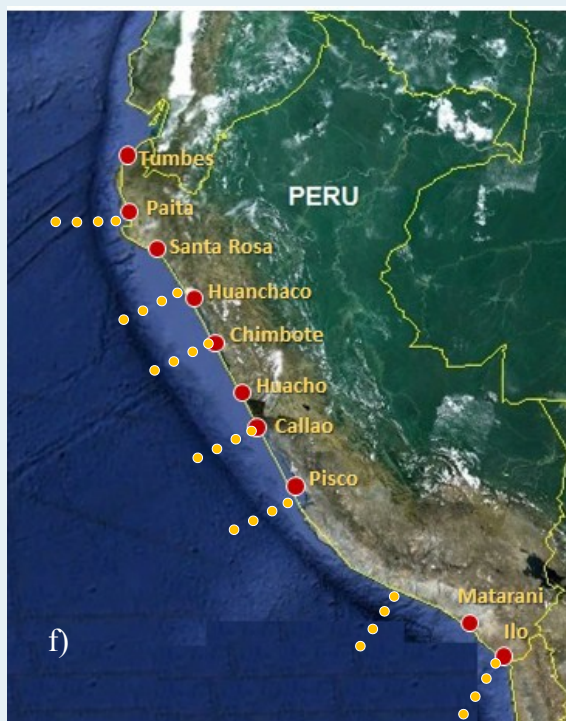 Tumbes
Paita
PERU
Santa Rosa
Huanchaco
Chimbote
Huacho
Callao
Pisco
Matarani
Ilo
f)